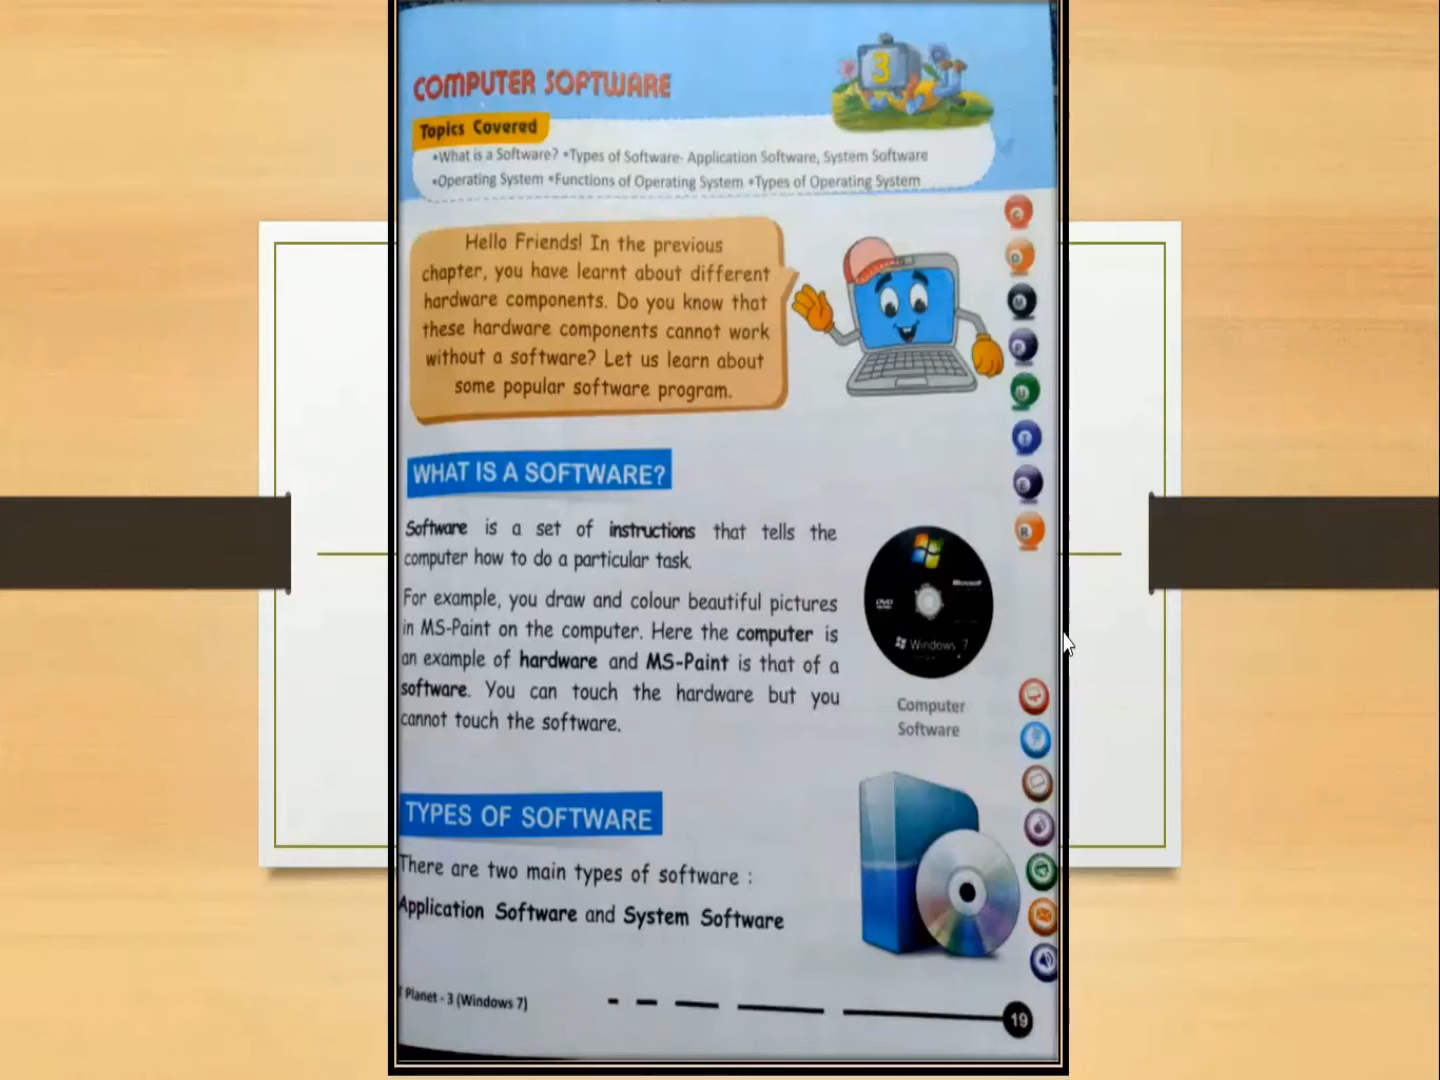 3
COMPUTER SOFTWARE
Topics Covered
•What is a Software? •Types of Software- Application Software, System Software
•Operating System •Functions of Operating System •Types of Operating System
Hello Friends! In the previous
chapter, you have learnt about different
hardware components. Do you know that
these hardware components cannot work
without a software? Let us learn about
some popular software program.
C
O
M
P
U
T
E
R
WHAT IS A SOFTWARE?
Software is a set of instructions that tells the
computer how to do a particular task.
For example, you draw and colour beautiful pictures
in MS-Paint on the computer. Here the computer is
an example of hardware and MS-Paint is that of a
software. You can touch the hardware but you
cannot touch the software.
Microsoft
DVD
Windows 7
Computer
Software
TYPES OF SOFTWARE
There are two main types of software :
Application Software and System Software
Planet - 3 (Windows 7)
19